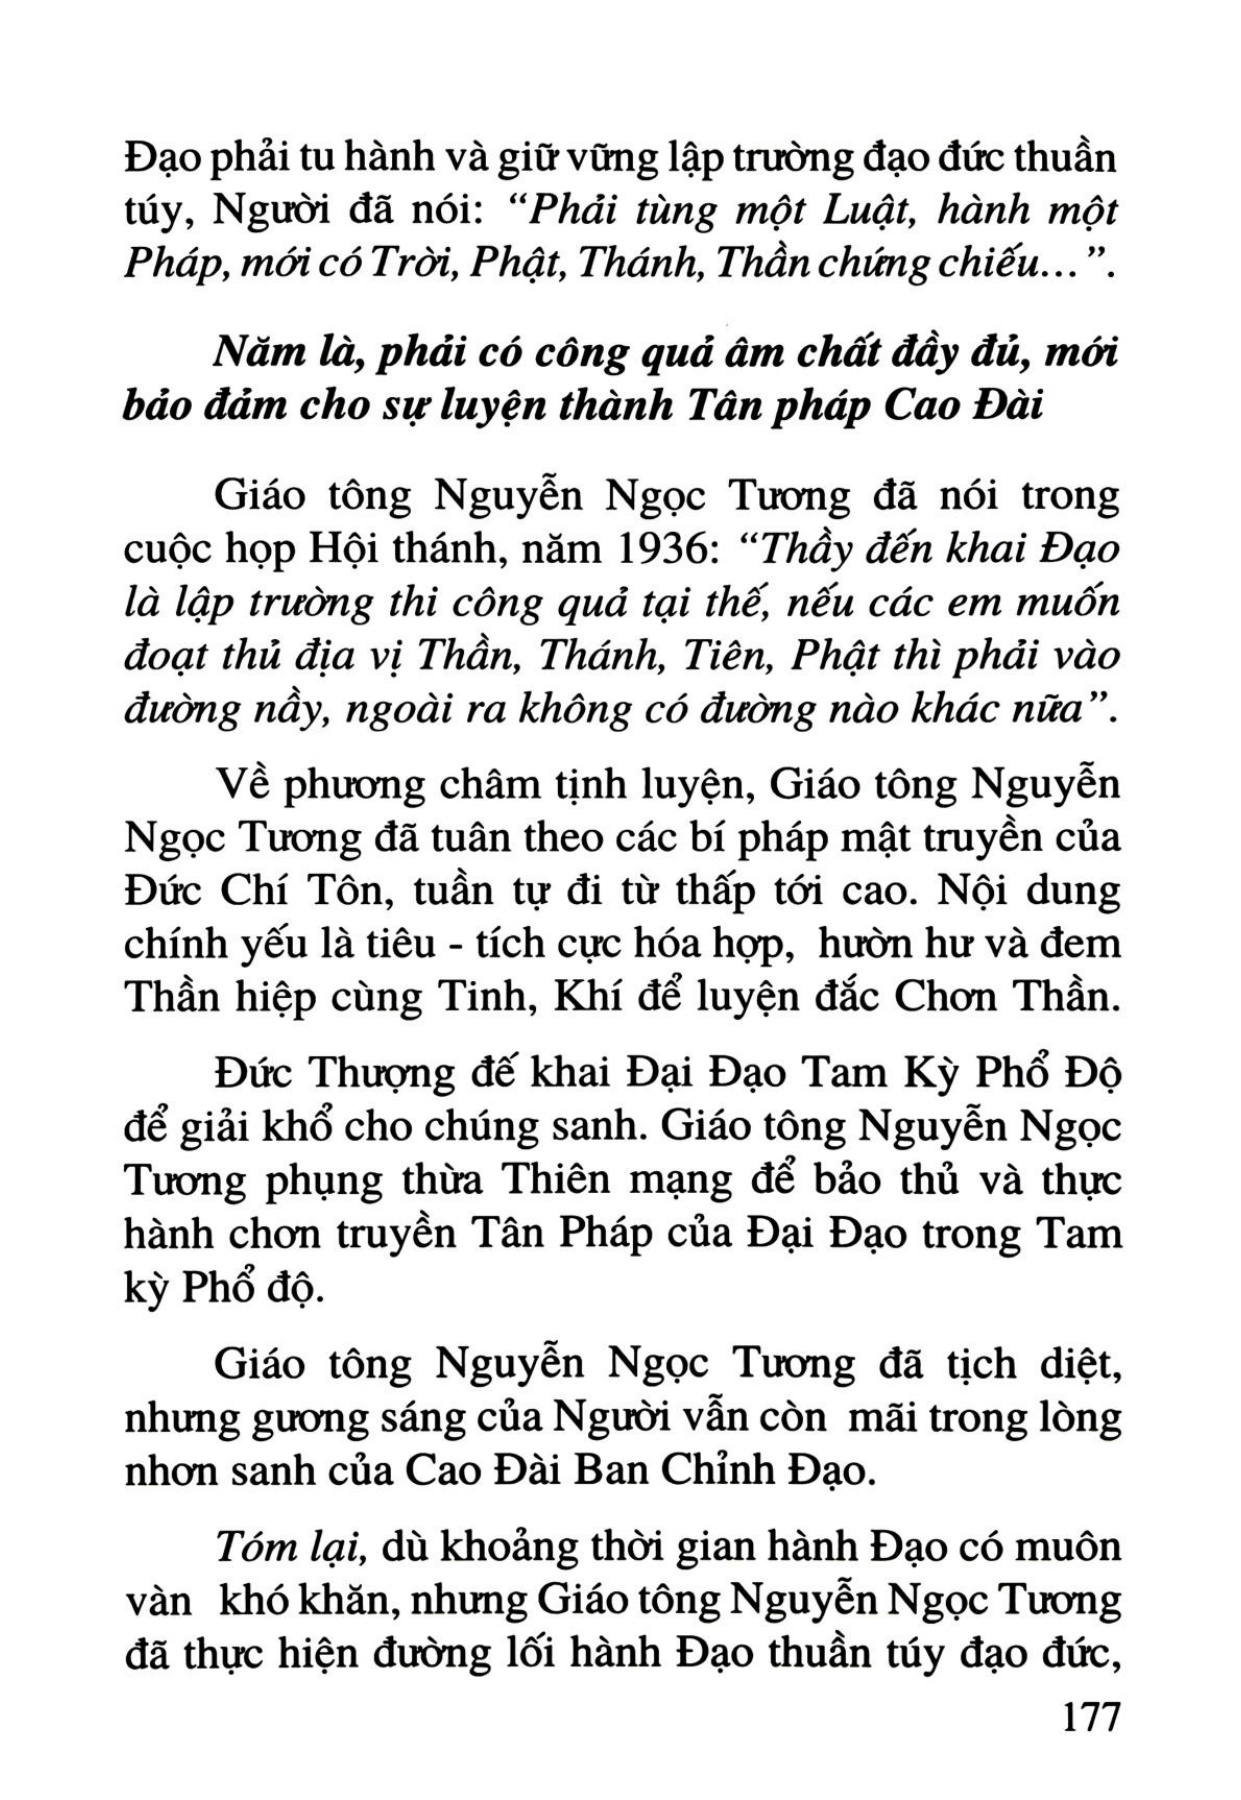 Đạo phải tu hành và giữ vững lập trường đạo đức thuần
túy, Người đã nói: “Phải tùng một Luật, hành một
Pháp, mới có Trời, Phật, Thánh, Thần chứng chiếu...”.
Năm là, phải có công quả âm chất đầy đủ, mới
bảo đảm cho sự luyện thành Tân pháp Cao Đài
Giáo tông Nguyễn Ngọc Tương đã nói trong
cuộc họp Hội thánh, năm 1936: “Thầy đến khai Đạo
là lập trường thi công quả tại thế, nếu các em muốn
đoạt thủ địa vị Thần, Thánh, Tiên, Phật thì phải vào
đường nầy, ngoài ra không có đường nào khác nữa”.
Về phương châm tịnh luyện, Giáo tông Nguyễn
Ngọc Tương đã tuân theo các bí pháp mật truyền của
Đức Chí Tôn, tuần tự đi từ thấp tới cao. Nội dung
chính yếu là tiêu - tích cực hóa hợp, hườn hư và đem
Thần hiệp cùng Tinh, Khí để luyện đắc Chơn Thần.
Đức Thượng đế khai Đại Đạo Tam Kỳ Phổ Độ
để giải khổ cho chúng sanh. Giáo tông Nguyễn Ngọc
Tương phụng thừa Thiên mạng để bảo thủ và thực
hành chơn truyền Tân Pháp của Đại Đạo trong Tam
kỳ Phổ độ.
Giáo tông Nguyễn Ngọc Tương đã tịch diệt,
nhưng gương sáng của Người vẫn còn mãi trong lòng
nhơn sanh của Cao Đài Ban Chỉnh Đạo.
Tóm lại, dù khoảng thời gian hành Đạo có muôn
vàn khó khăn, nhưng Giáo tông Nguyễn Ngọc Tương
đã thực hiện đường lối hành Đạo thuần túy đạo đức,
177